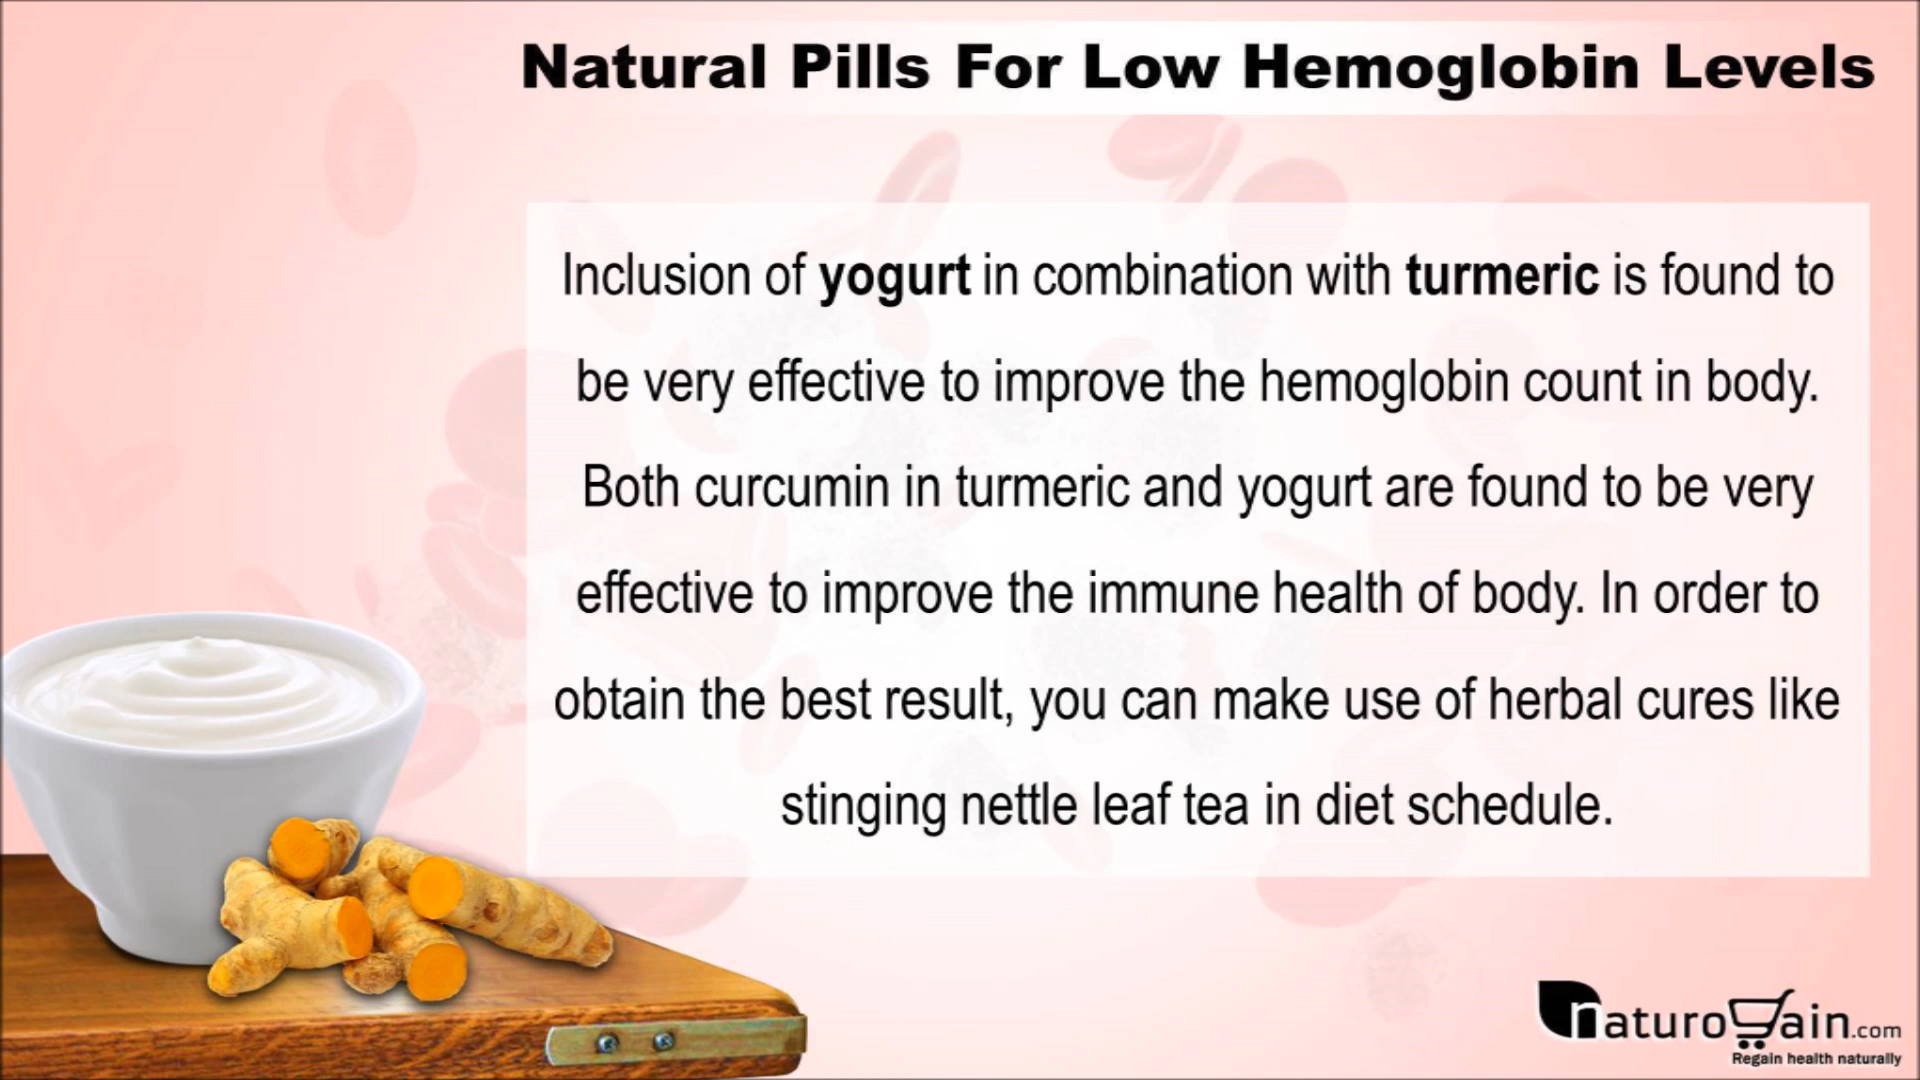 Natural Pills For Low Hemoglobin Levels
Inclusion of yogurt in combination with turmeric is found to
be very effective to improve the hemoglobin count in body.
Both curcumin in turmeric and yogurt are found to be very
effective to improve the immune health of body. In order to
obtain the best result, you can make use of herbal cures like
stinging nettle leaf tea in diet schedule.
naturogain.com
Regain health naturally